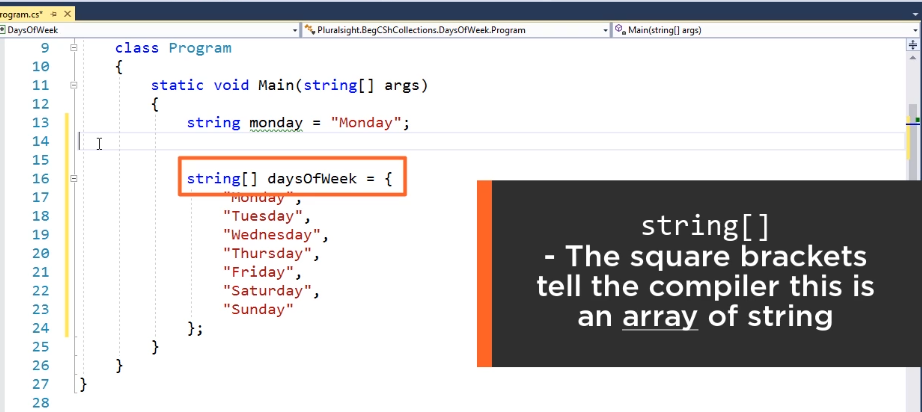 rogram.cs*
DaysOfWeek
Pluralsight.BegCShCollections.DaysOfWeek.Program
Main(string[] args)
9 class Program
10 {
11 static void Main(string[] args)
12 {
13 string monday = "Monday";
14
15
16 string[] daysOfWeek = {
17 "Monday",
18 "Tuesday",
19 "Wednesday",
20 "Thursday",
21 "Friday",
22 "Saturday",
23 "Sunday"
24 };
25 }
26 }
27 }
28
string[]
- The square brackets
tell the compiler this is
an array of string